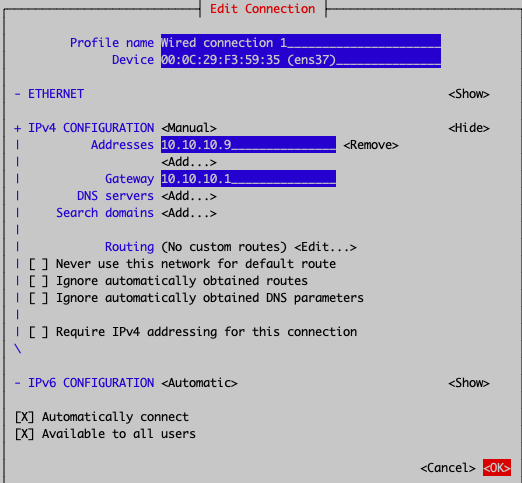 Edit Connection
Profile name Wired connection 1
Device 00:0C:29:F3:59:35 (ens37)
- ETHERNET <Show>
+ IPv4 CONFIGURATION <Manual> <Hide>
Addresses 10.10.10.9 <Remove>
<Add...>
Gateway 10.10.10.1
DNS servers <Add...>
Search domains <Add...>
Routing (No custom routes) <Edit...>
[ ] Never use this network for default route
[ ] Ignore automatically obtained routes
[ ] Ignore automatically obtained DNS parameters
[ ] Require IPv4 addressing for this connection
- IPv6 CONFIGURATION <Automatic> <Show>
[X] Automatically connect
[X] Available to all users
<Cancel> <OK>